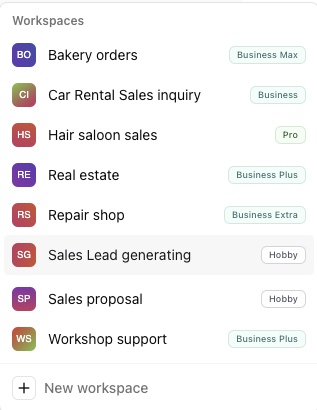 Workspaces
BO Bakery orders Business Max
CI Car Rental Sales inquiry Business
HS Hair saloon sales Pro
RE Real estate Business Plus
RS Repair shop Business Extra
SG Sales Lead generating Hobby
SP Sales proposal Hobby
WS Workshop support Business Plus
+ New workspace